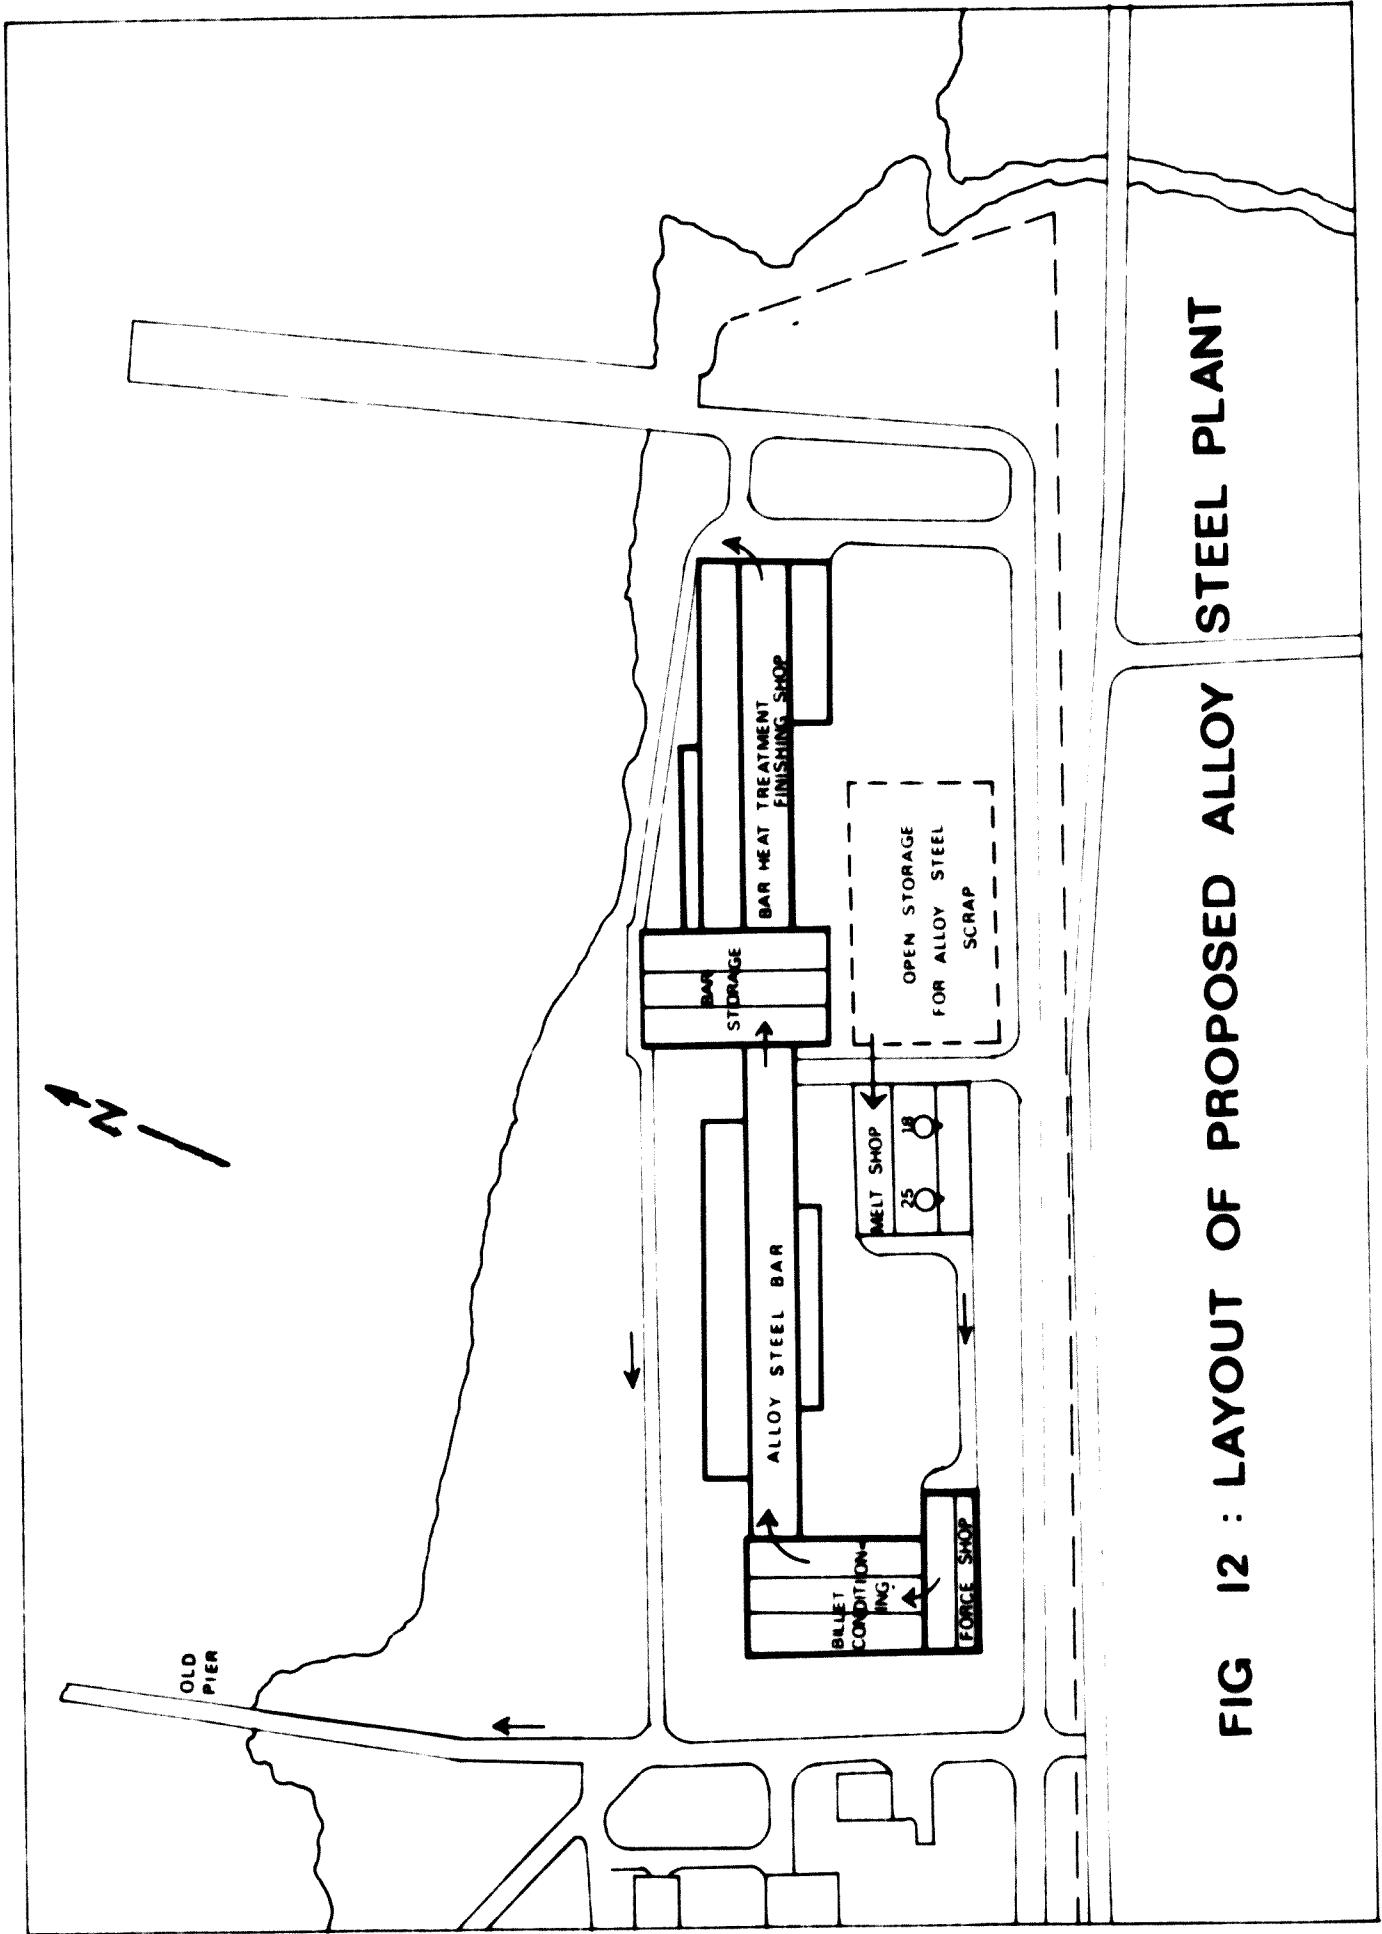 N
OLD
PIER
BAR HEAT TREATMENT
FINISHING SHOP
BAR
STORAGE
OPEN STORAGE
FOR ALLOY STEEL
SCRAP
MELT SHOP
25
18
ALLOY STEEL BAR
BILLET
CONDITION-
ING
FORCE SHOP
FIG 12 : LAYOUT OF PROPOSED ALLOY STEEL PLANT